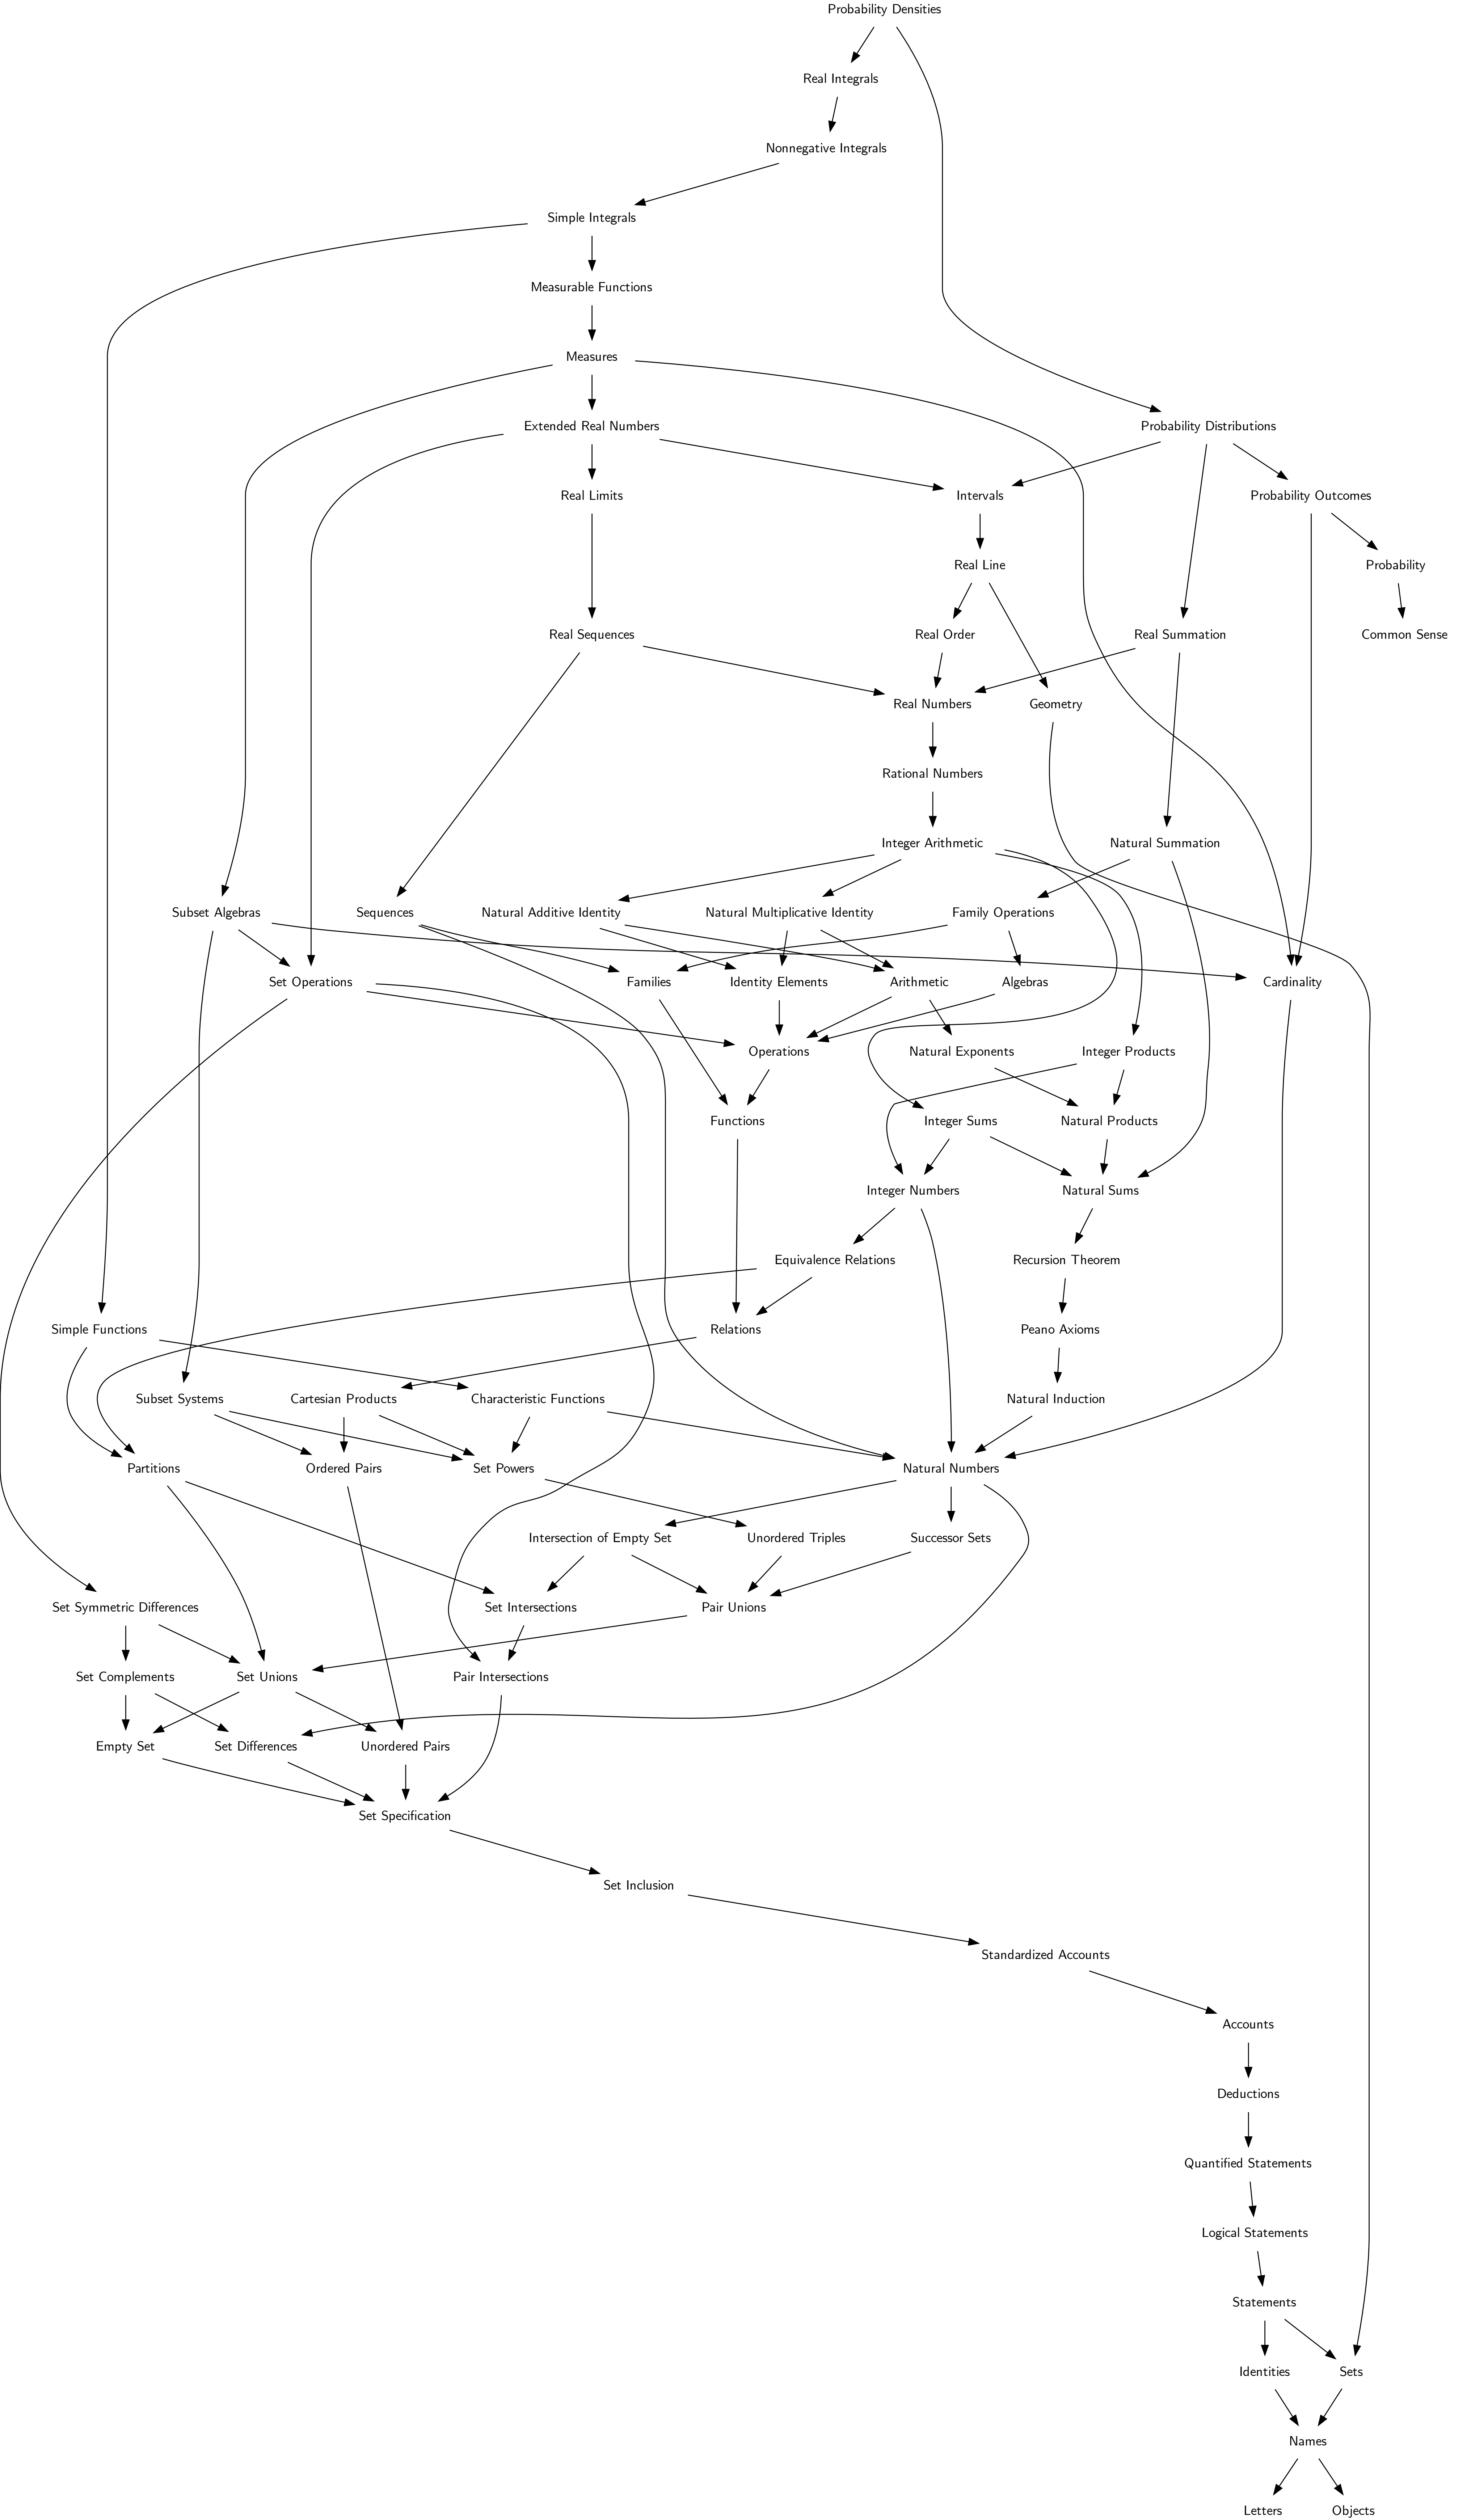 Probability Densities
Real Integrals
Nonnegative Integrals
Simple Integrals
Measurable Functions
Measures
Extended Real Numbers
Probability Distributions
Real Limits
Intervals
Probability Outcomes
Real Line
Probability
Real Sequences
Real Order
Real Summation
Common Sense
Real Numbers
Geometry
Rational Numbers
Integer Arithmetic
Natural Summation
Subset Algebras
Sequences
Natural Additive Identity
Natural Multiplicative Identity
Family Operations
Set Operations
Families
Identity Elements
Arithmetic
Algebras
Cardinality
Operations
Natural Exponents
Integer Products
Functions
Integer Sums
Natural Products
Integer Numbers
Natural Sums
Equivalence Relations
Recursion Theorem
Simple Functions
Relations
Peano Axioms
Subset Systems
Cartesian Products
Characteristic Functions
Natural Induction
Partitions
Ordered Pairs
Set Powers
Natural Numbers
Intersection of Empty Set
Unordered Triples
Successor Sets
Set Symmetric Differences
Set Intersections
Pair Unions
Set Complements
Set Unions
Pair Intersections
Empty Set
Set Differences
Unordered Pairs
Set Specification
Set Inclusion
Standardized Accounts
Accounts
Deductions
Quantified Statements
Logical Statements
Statements
Identities
Sets
Names
Letters
Objects